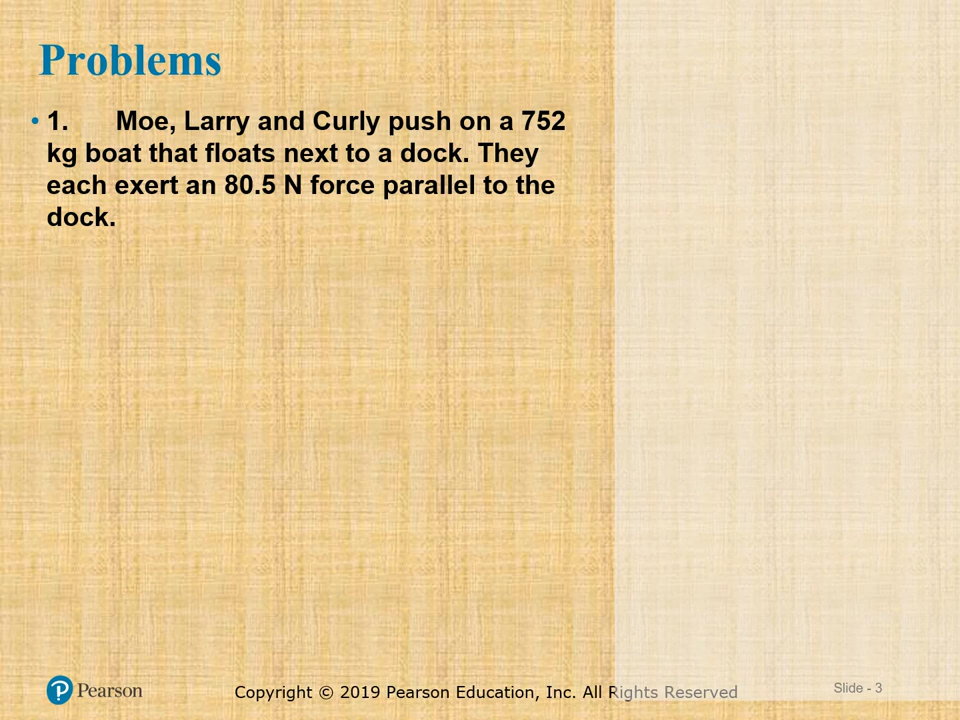 Problems
• 1. Moe, Larry and Curly push on a 752
kg boat that floats next to a dock. They
each exert an 80.5 N force parallel to the
dock.
Pearson
Copyright © 2019 Pearson Education, Inc. All Rights Reserved
Slide - 3